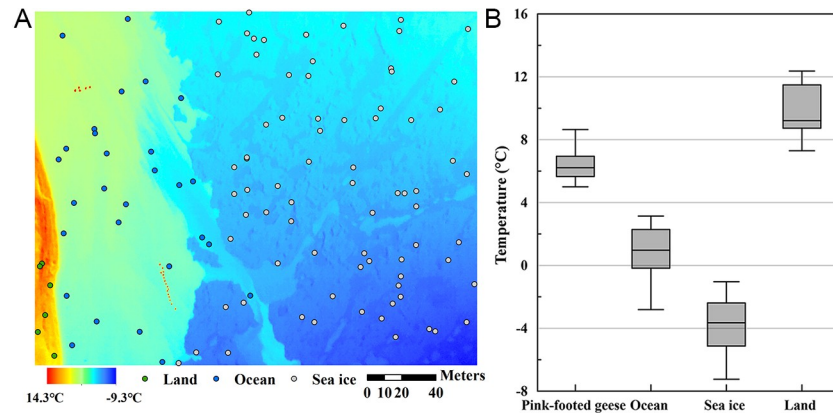 A
14.3°C
-9.3°C
Land
Ocean
Sea ice
Meters
0 10 20 40
B
Temperature (°C)
16
12
8
4
0
-4
-8
Pink-footed geese
Ocean
Sea ice
Land